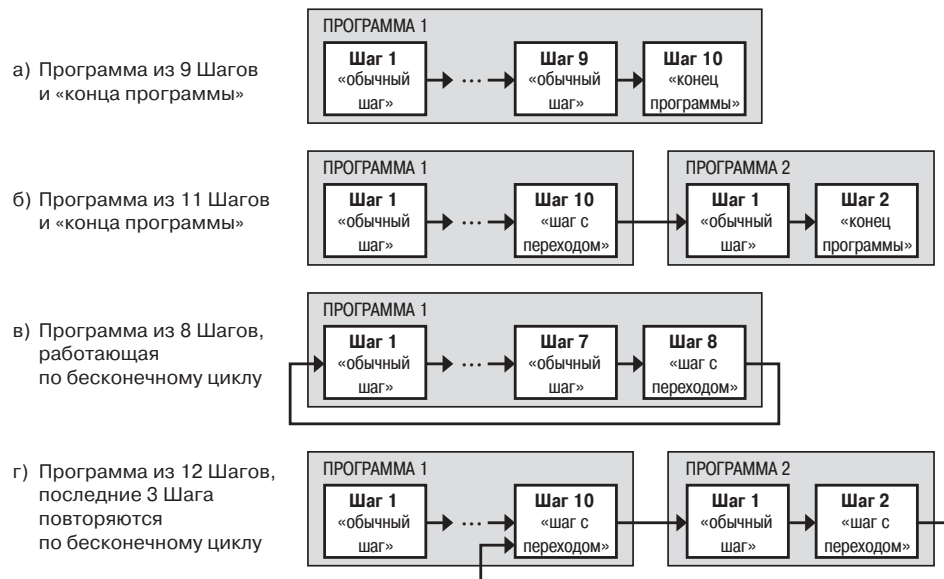 а) Программа из 9 Шагов
и «конца программы»
ПРОГРАММА 1
Шаг 1
«обычный
шаг»
...
Шаг 9
«обычный
шаг»
Шаг 10
«конец
программы»
б) Программа из 11 Шагов
и «конца программы»
ПРОГРАММА 1
Шаг 1
«обычный
шаг»
...
Шаг 10
«шаг с
переходом»
ПРОГРАММА 2
Шаг 1
«обычный
шаг»
Шаг 2
«конец
программы»
в) Программа из 8 Шагов,
работающая
по бесконечному циклу
ПРОГРАММА 1
Шаг 1
«обычный
шаг»
...
Шаг 7
«обычный
шаг»
Шаг 8
«шаг с
переходом»
г) Программа из 12 Шагов,
последние 3 Шага
повторяются
по бесконечному циклу
ПРОГРАММА 1
Шаг 1
«обычный
шаг»
...
Шаг 10
«шаг с
переходом»
ПРОГРАММА 2
Шаг 1
«обычный
шаг»
Шаг 2
«шаг с
переходом»